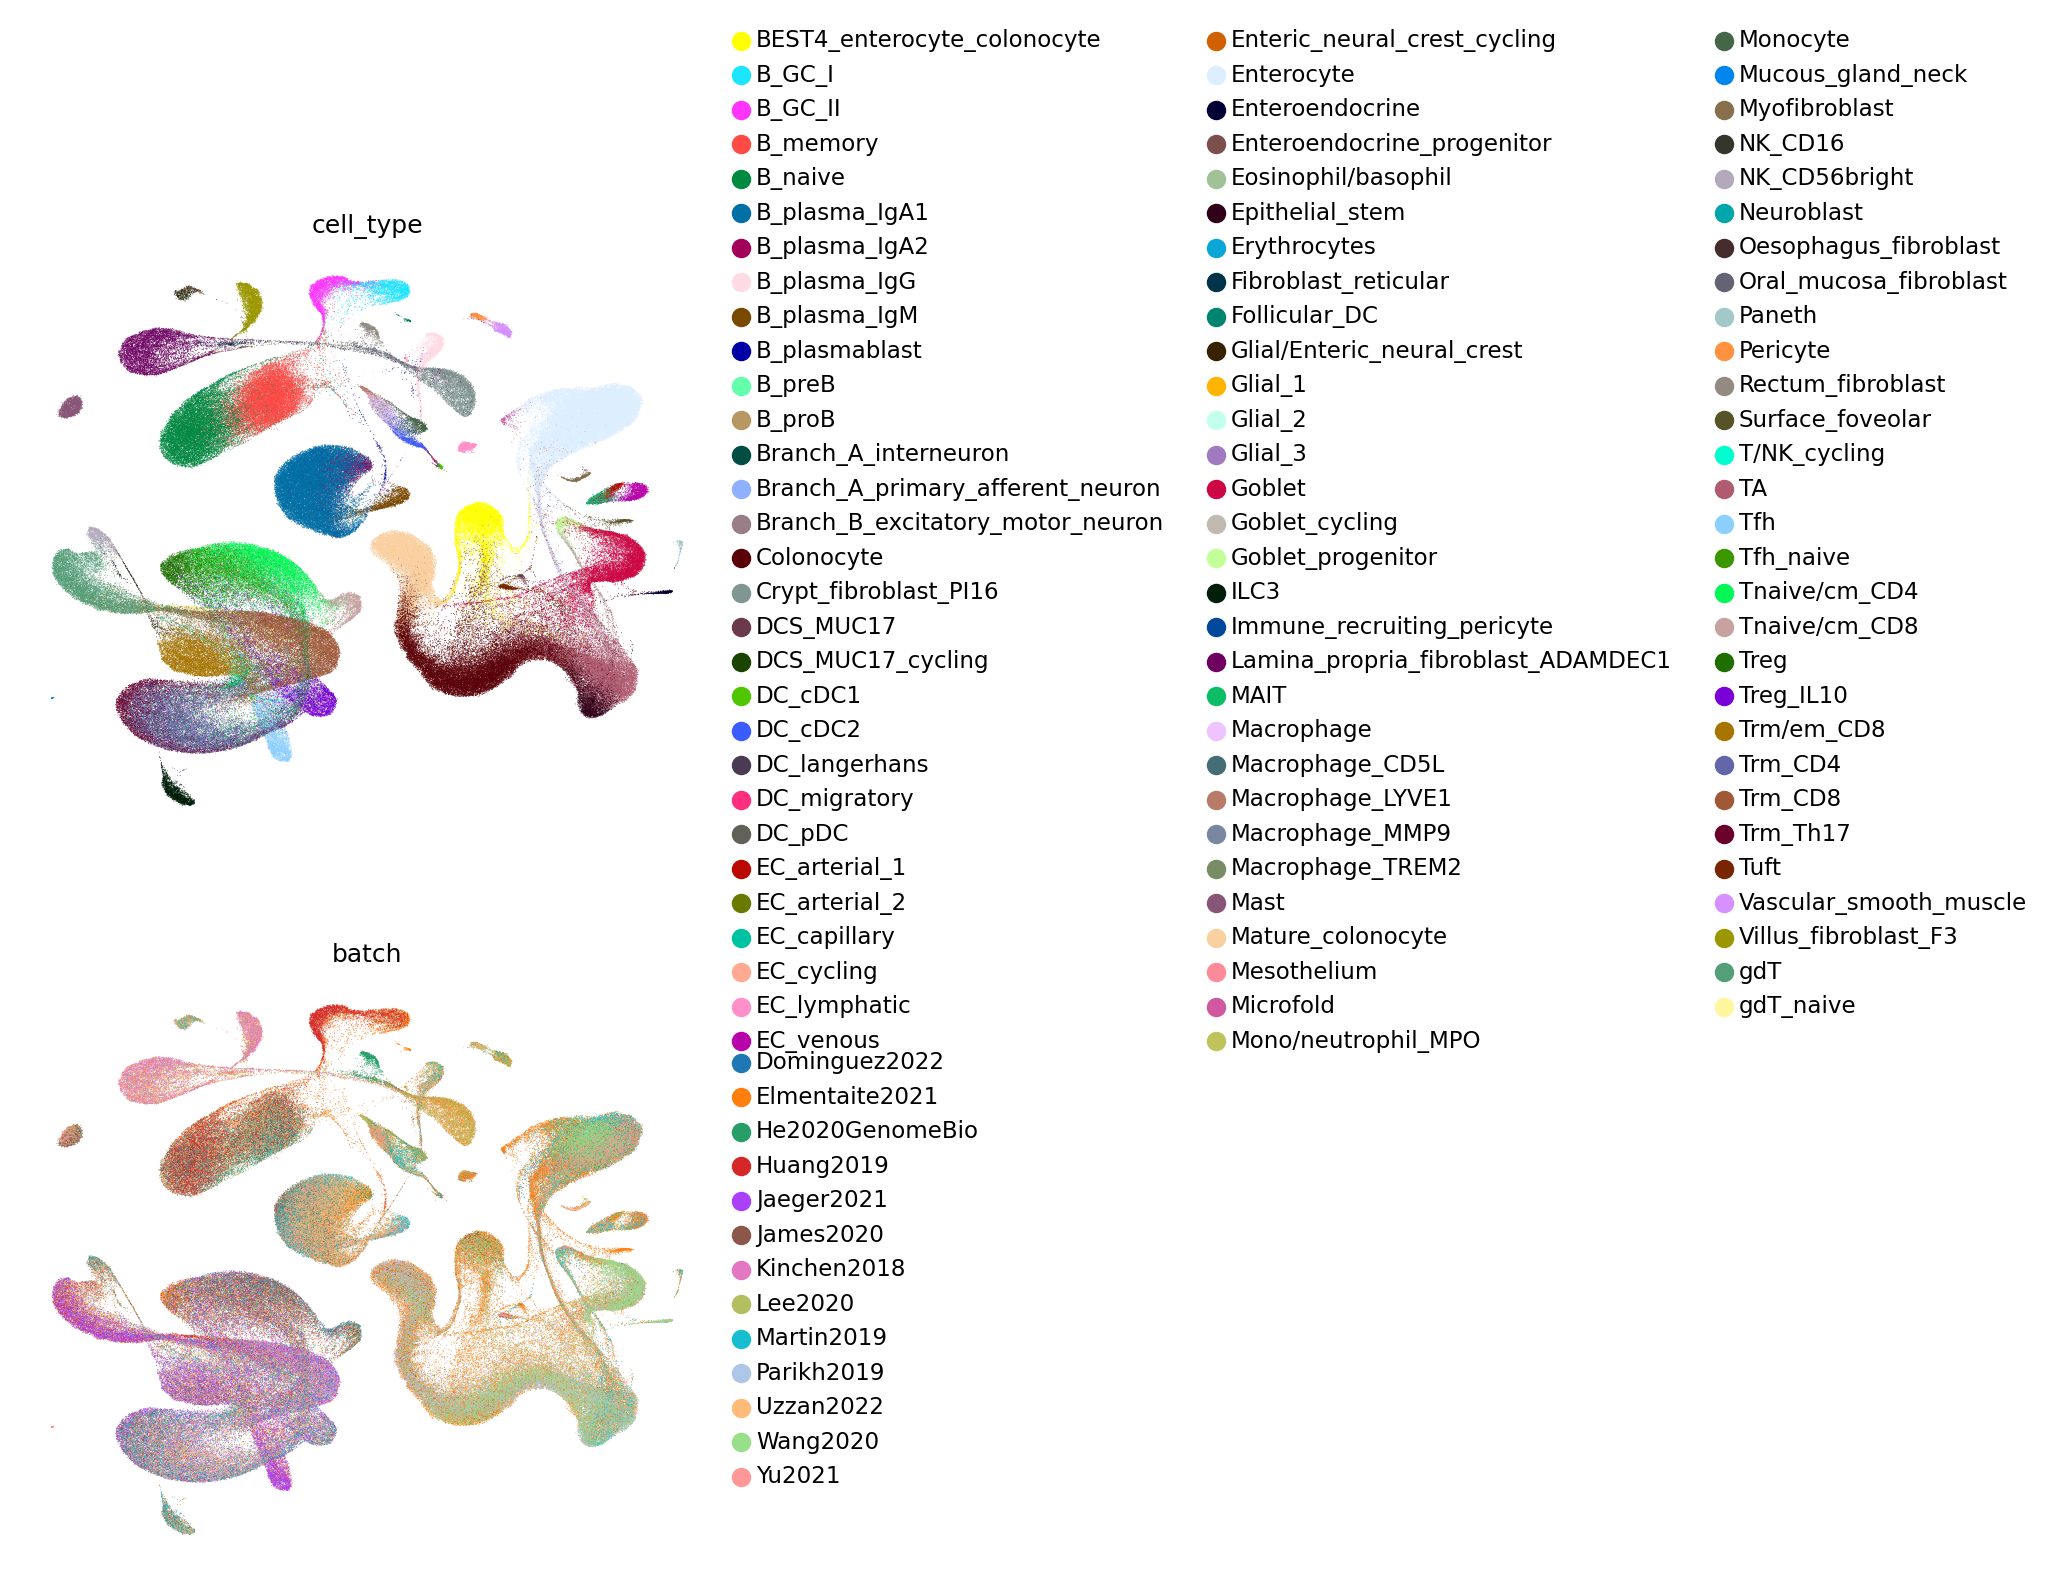 cell_type
BEST4_enterocyte_colonocyte
B_GC_I
B_GC_II
B_memory
B_naive
B_plasma_IgA1
B_plasma_IgA2
B_plasma_IgG
B_plasma_IgM
B_plasmablast
B_preB
B_proB
Branch_A_interneuron
Branch_A_primary_afferent_neuron
Branch_B_excitatory_motor_neuron
Colonocyte
Crypt_fibroblast_PI16
DCS_MUC17
DCS_MUC17_cycling
DC_cDC1
DC_cDC2
DC_langerhans
DC_migratory
DC_pDC
EC_arterial_1
EC_arterial_2
EC_capillary
EC_cycling
EC_lymphatic
EC_venous
Enteric_neural_crest_cycling
Enterocyte
Enteroendocrine
Enteroendocrine_progenitor
Eosinophil/basophil
Epithelial_stem
Erythrocytes
Fibroblast_reticular
Follicular_DC
Glial/Enteric_neural_crest
Glial_1
Glial_2
Glial_3
Goblet
Goblet_cycling
Goblet_progenitor
ILC3
Immune_recruiting_pericyte
Lamina_propria_fibroblast_ADAMDEC1
MAIT
Macrophage
Macrophage_CD5L
Macrophage_LYVE1
Macrophage_MMP9
Macrophage_TREM2
Mast
Mature_colonocyte
Mesothelium
Microfold
Mono/neutrophil_MPO
Monocyte
Mucous_gland_neck
Myofibroblast
NK_CD16
NK_CD56bright
Neuroblast
Oesophagus_fibroblast
Oral_mucosa_fibroblast
Paneth
Pericyte
Rectum_fibroblast
Surface_foveolar
T/NK_cycling
TA
Tfh
Tfh_naive
Tnaive/cm_CD4
Tnaive/cm_CD8
Treg
Treg_IL10
Trm/em_CD8
Trm_CD4
Trm_CD8
Trm_Th17
Tuft
Vascular_smooth_muscle
Villus_fibroblast_F3
gdT
gdT_naive
batch
Dominguez2022
Elmentaite2021
He2020GenomeBio
Huang2019
Jaeger2021
James2020
Kinchen2018
Lee2020
Martin2019
Parikh2019
Uzzan2022
Wang2020
Yu2021